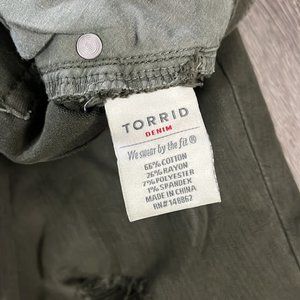 TORRID
DENIM
We swear by the fit ®
66% COTTON
26% RAYON
7% POLYESTER
1% SPANDEX
MADE IN CHINA
RN# 148862